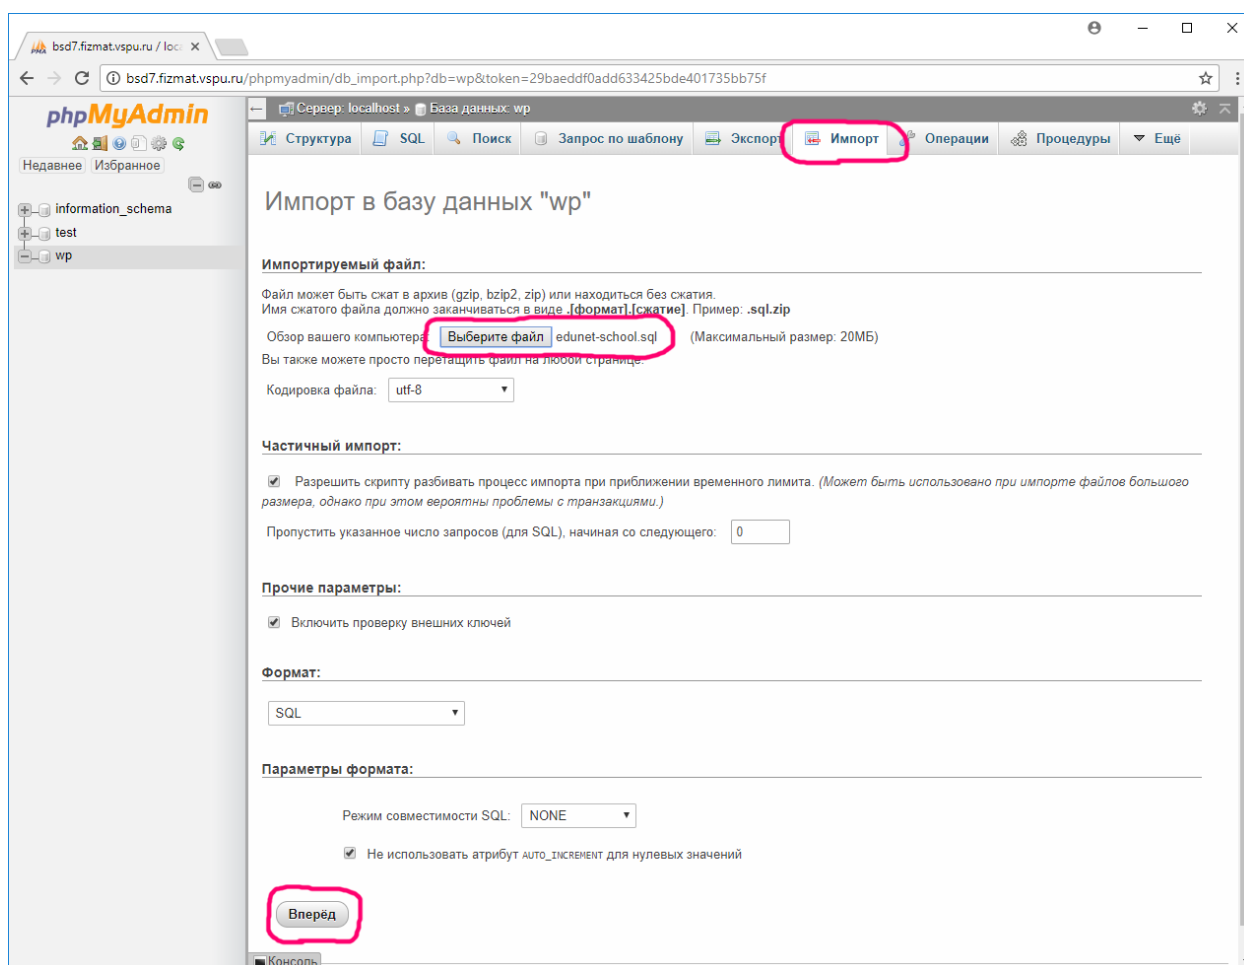 bsd7.fizmat.vspu.ru / loca
bsd7.fizmat.vspu.ru/phpmyadmin/db_import.php?db=wp&token=29baeddf0add633425bde401735bb75f
phpMyAdmin
Недавнее Избранное
information_schema
test
wp
Сервер: localhost » База данных: wp
Структура SQL Поиск Запрос по шаблону Экспорт Импорт Операции Процедуры Ещё
Импорт в базу данных "wp"
Импортируемый файл:
Файл может быть сжат в архив (gzip, bzip2, zip) или находиться без сжатия.
Имя сжатого файла должно заканчиваться в виде .[формат].[сжатие]. Пример: .sql.zip
Обзор вашего компьютера: Выберите файл edunet-school.sql (Максимальный размер: 20МБ)
Вы также можете просто перетащить файл на любой странице.
Кодировка файла: utf-8
Частичный импорт:
Разрешить скрипту разбивать процесс импорта при приближении временного лимита. (Может быть использовано при импорте файлов большого
размера, однако при этом вероятны проблемы с транзакциями.)
Пропустить указанное число запросов (для SQL), начиная со следующего: 0
Прочие параметры:
Включить проверку внешних ключей
Формат:
SQL
Параметры формата:
Режим совместимости SQL: NONE
Не использовать атрибут AUTO_INCREMENT для нулевых значений
Вперёд
Консоль